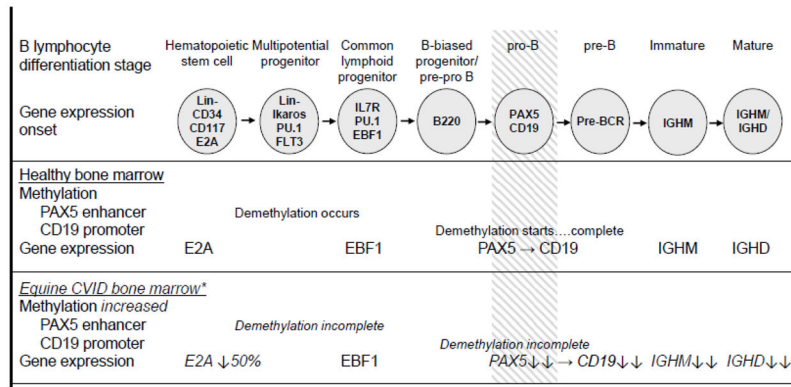 B lymphocyte differentiation stage
Hematopoietic stem cell
Multipotential progenitor
Common lymphoid progenitor
B-biased progenitor/ pre-pro B
pro-B
pre-B
Immature
Mature
Gene expression onset
Lin- CD34 CD117 E2A
Lin- Ikaros PU.1 FLT3
IL7R PU.1 EBF1
B220
PAX5 CD19
Pre-BCR
IGHM
IGHM/ IGHD
Healthy bone marrow
Methylation
PAX5 enhancer Demethylation occurs
CD19 promoter Demethylation starts....complete
Gene expression E2A EBF1 PAX5 → CD19 IGHM IGHD
Equine CVID bone marrow*
Methylation increased
PAX5 enhancer Demethylation incomplete
CD19 promoter Demethylation incomplete
Gene expression E2A ↓50% EBF1 PAX5↓↓ → CD19↓↓ IGHM↓↓ IGHD↓↓